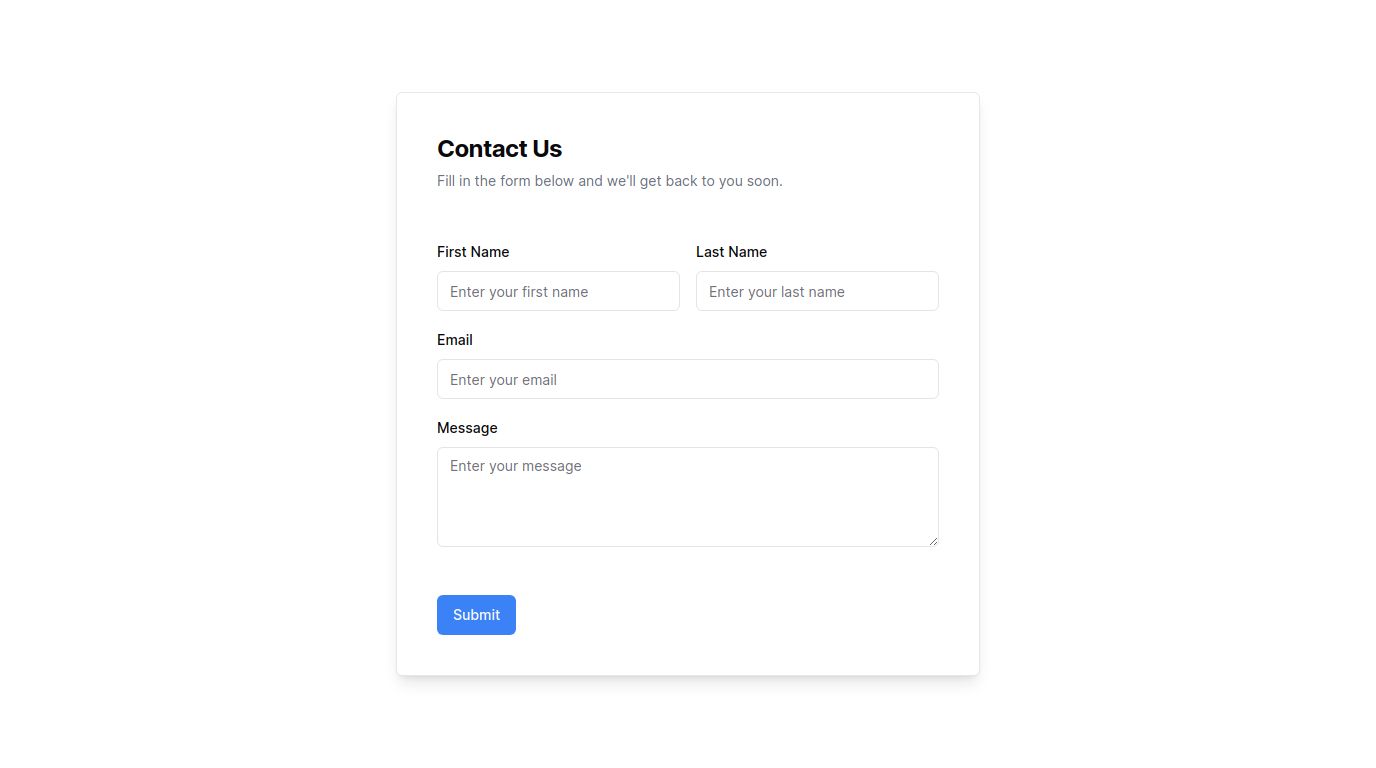 Contact Us
Fill in the form below and we'll get back to you soon.
First Name
Last Name
Enter your first name
Enter your last name
Email
Enter your email
Message
Enter your message
Submit